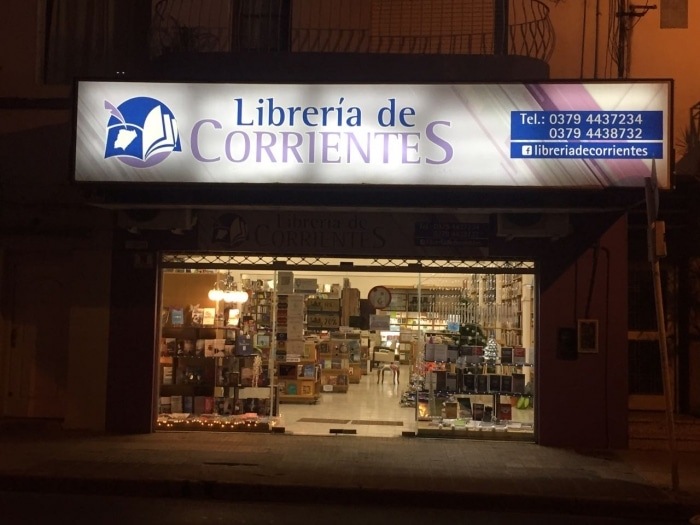 Librería de
CORRIENTES
Tel.: 0379 4437234
0379 4438732
libreriadecorrientes
Librería de
CORRIENTES